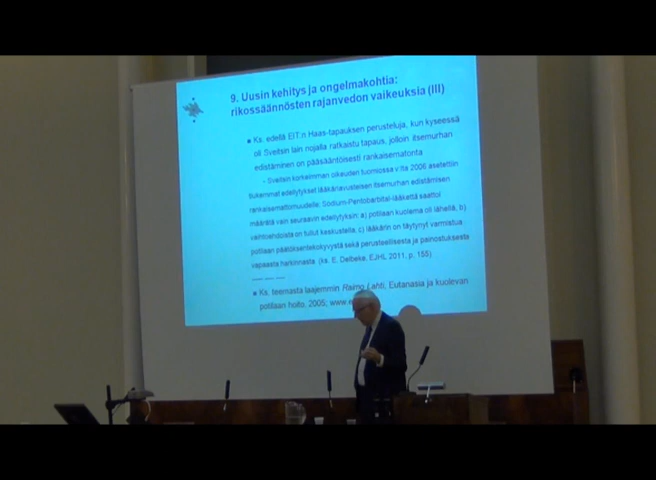 9. Uusin kehitys ja ongelmakohtia:
rikossäännösten rajanvedon vaikeuksia (III)
Ks. edellä EIT:n Haas-tapauksen perusteluja, kun kyseessä
oli Sveitsin lain nojalla ratkaistu tapaus, jolloin itsemurhan
edistäminen on pääsääntöisesti rankaisematonta
- Sveitsin korkeimman oikeuden tuomiossa v:lta 2006 asetettiin
tiukemmat edellytykset lääkänavusteisen itsemurhan edistämisen
rankaisemattomuudelle: Sodium-Pentobarbital-lääkettä saattoi
määrätä vain seuraavin edellytyksin: a) potilaan kuolema oli lähellä, b)
vaihtoehdoista on tullut keskustella, c) lääkärin on täytynyt varmistua
potilaan päätöksentekokyvystä sekä perusteellisesta ja painostuksesta
vapaasta harkinnasta. (ks. E. Delbeke, EJHL 2011, p. 155)
Ks. teemasta laajemmin Raimo Lahti, Eutanasia ja kuolevan
potilaan hoito, 2005; www.